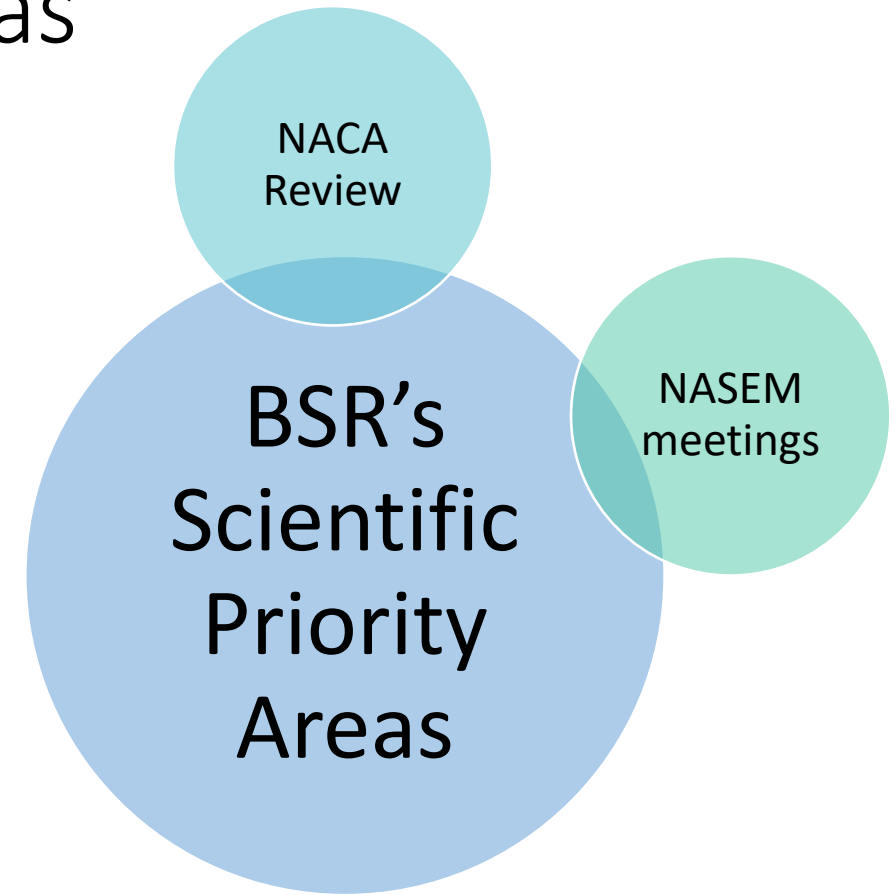 as
NACA
Review
NASEM
meetings
BSR’s
Scientific
Priority
Areas